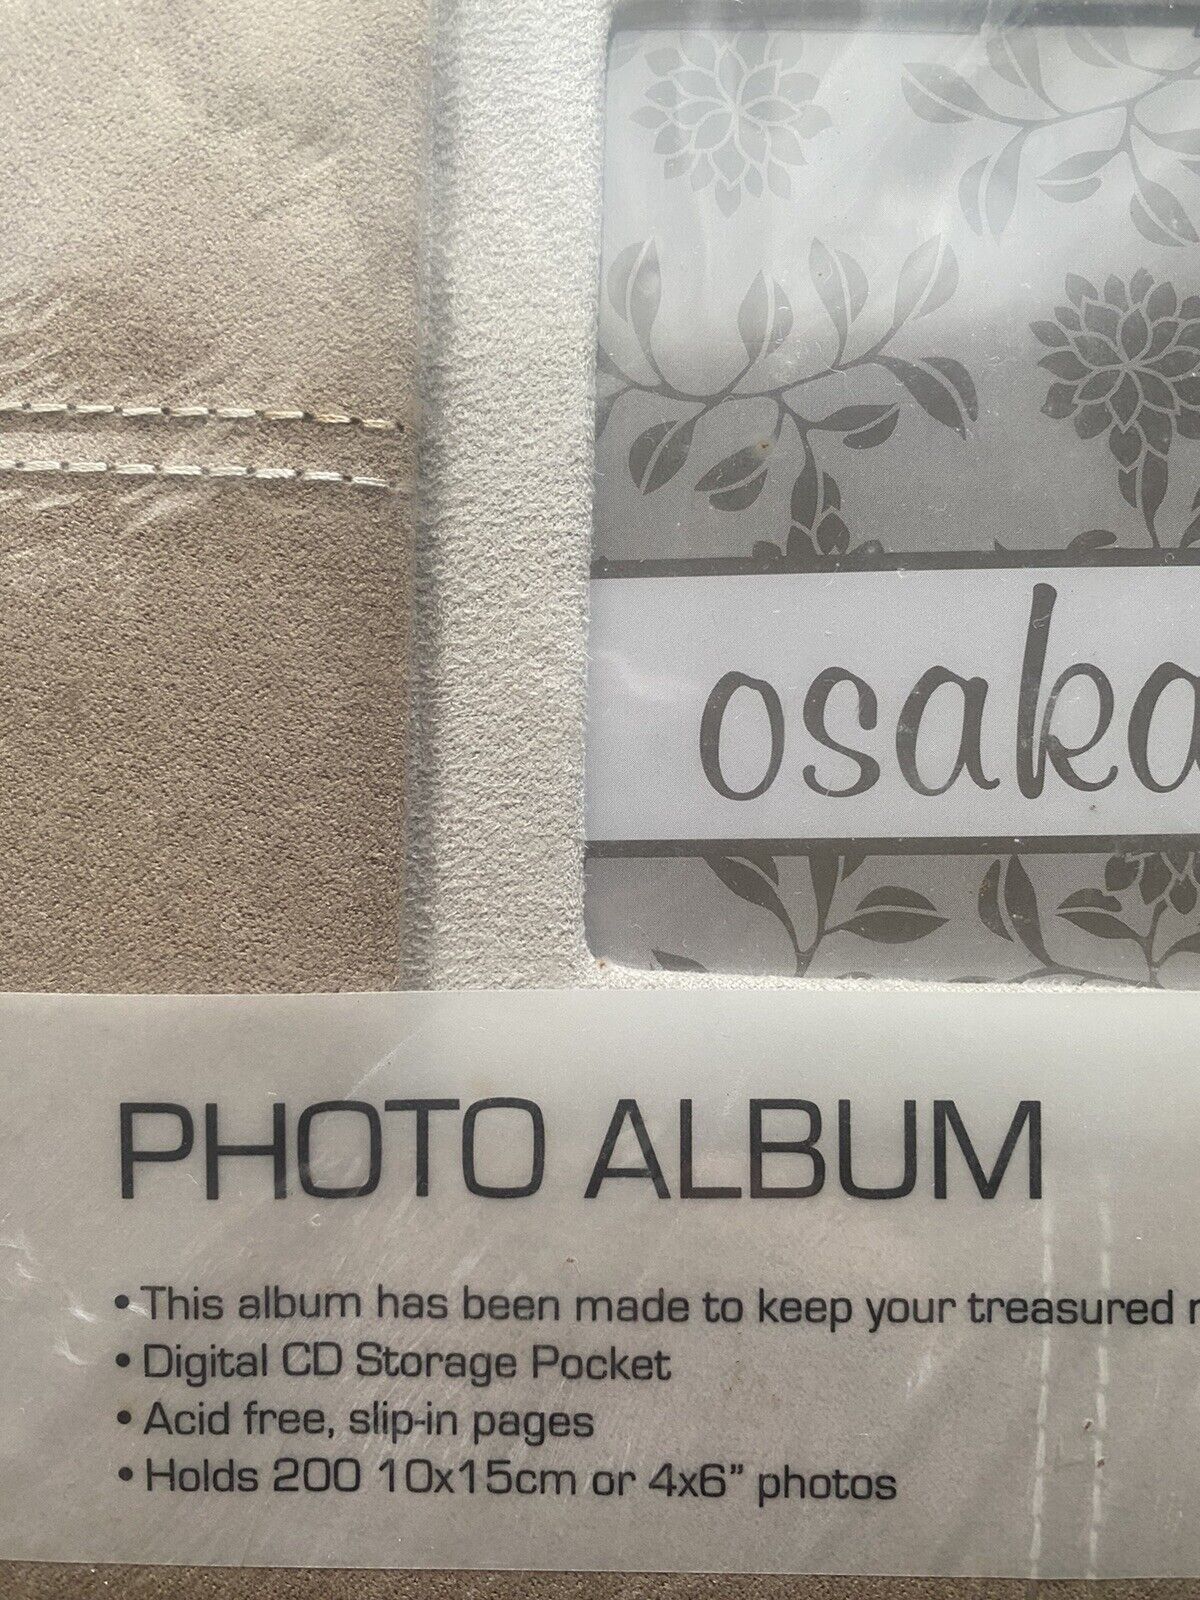 osaka
PHOTO ALBUM
• This album has been made to keep your treasured
• Digital CD Storage Pocket
• Acid free, slip-in pages
• Holds 200 10x15cm or 4x6” photos